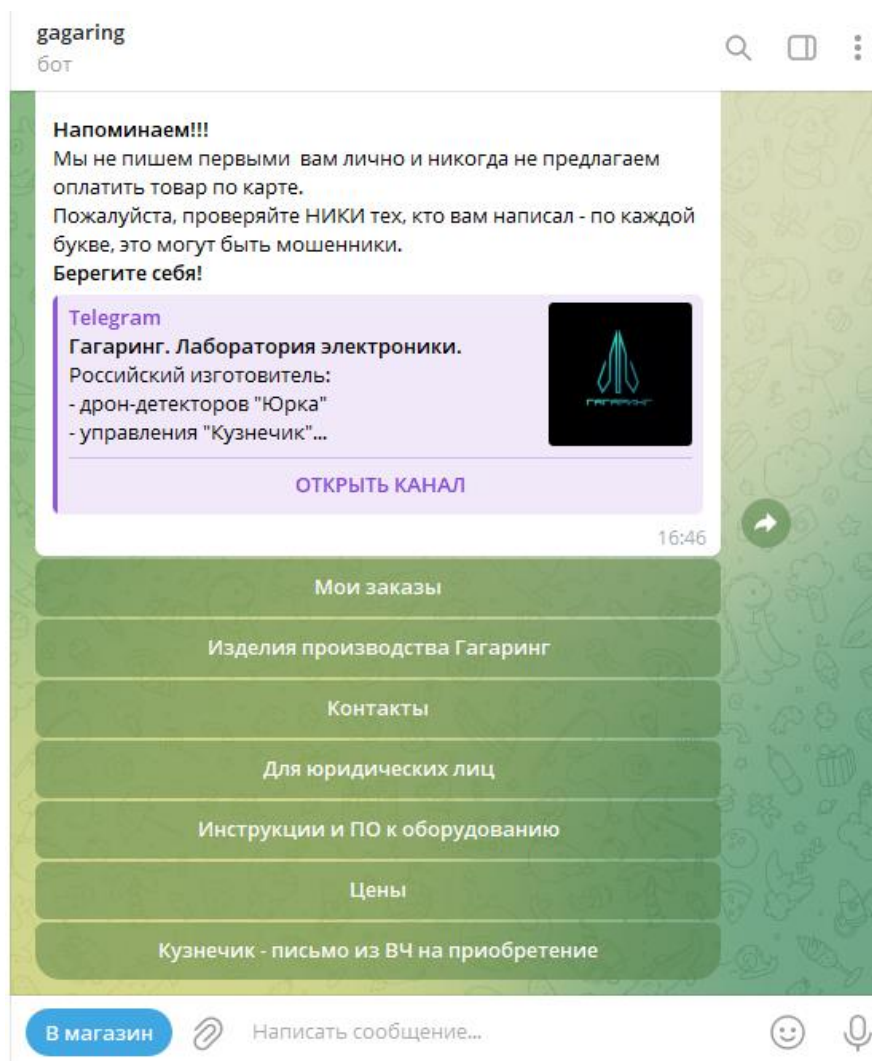 gagaring
бот
Напоминаем!!!
Мы не пишем первыми  вам лично и никогда не предлагаем
оплатить товар по карте.
Пожалуйста, проверяйте НИКИ тех, кто вам написал - по каждой
букве, это могут быть мошенники.
Берегите себя!
Telegram
Гагаринг. Лаборатория электроники.
Российский изготовитель:
- дрон-детекторов "Юрка"
- управления "Кузнечик"...
ГАГАРИНГ
ОТКРЫТЬ КАНАЛ
16:46
Мои заказы
Изделия производства Гагаринг
Контакты
Для юридических лиц
Инструкции и ПО к оборудованию
Цены
Кузнечик - письмо из ВЧ на приобретение
В магазин
Написать сообщение...